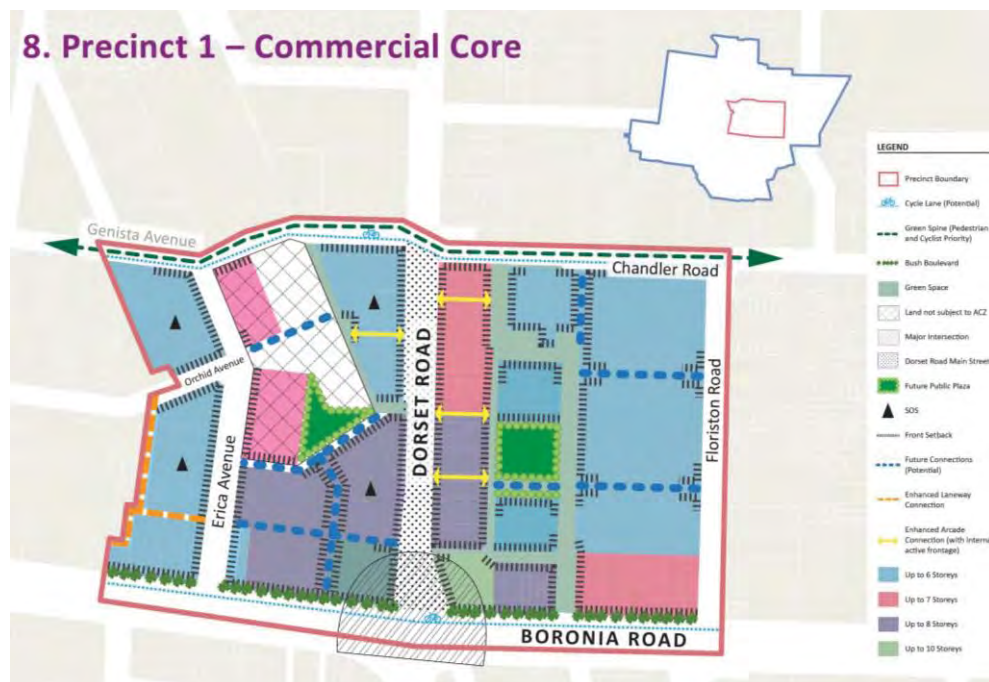 8. Precinct 1 – Commercial Core
LEGEND
Precinct Boundary
Cycle Lane (Potential)
Green Spine (Pedestrian
and Cyclist Priority)
Bush Boulevard
Green Space
Land not subject to ACZ
Major Intersection
Dorset Road Main Street
Future Public Plaza
SOS
Front Setback
Future Connections
(Potential)
Enhanced Laneway
Connection
Enhanced Arcade
Connection (with Interna
active frontage)
Up to 6 Storeys
Up to 7 Storeys
Up to 8 Storeys
Up to 10 Storeys
Genista Avenue
Chandler Road
Orchid Avenue
DORSET ROAD
Floriston Road
Erica Avenue
BORONIA ROAD